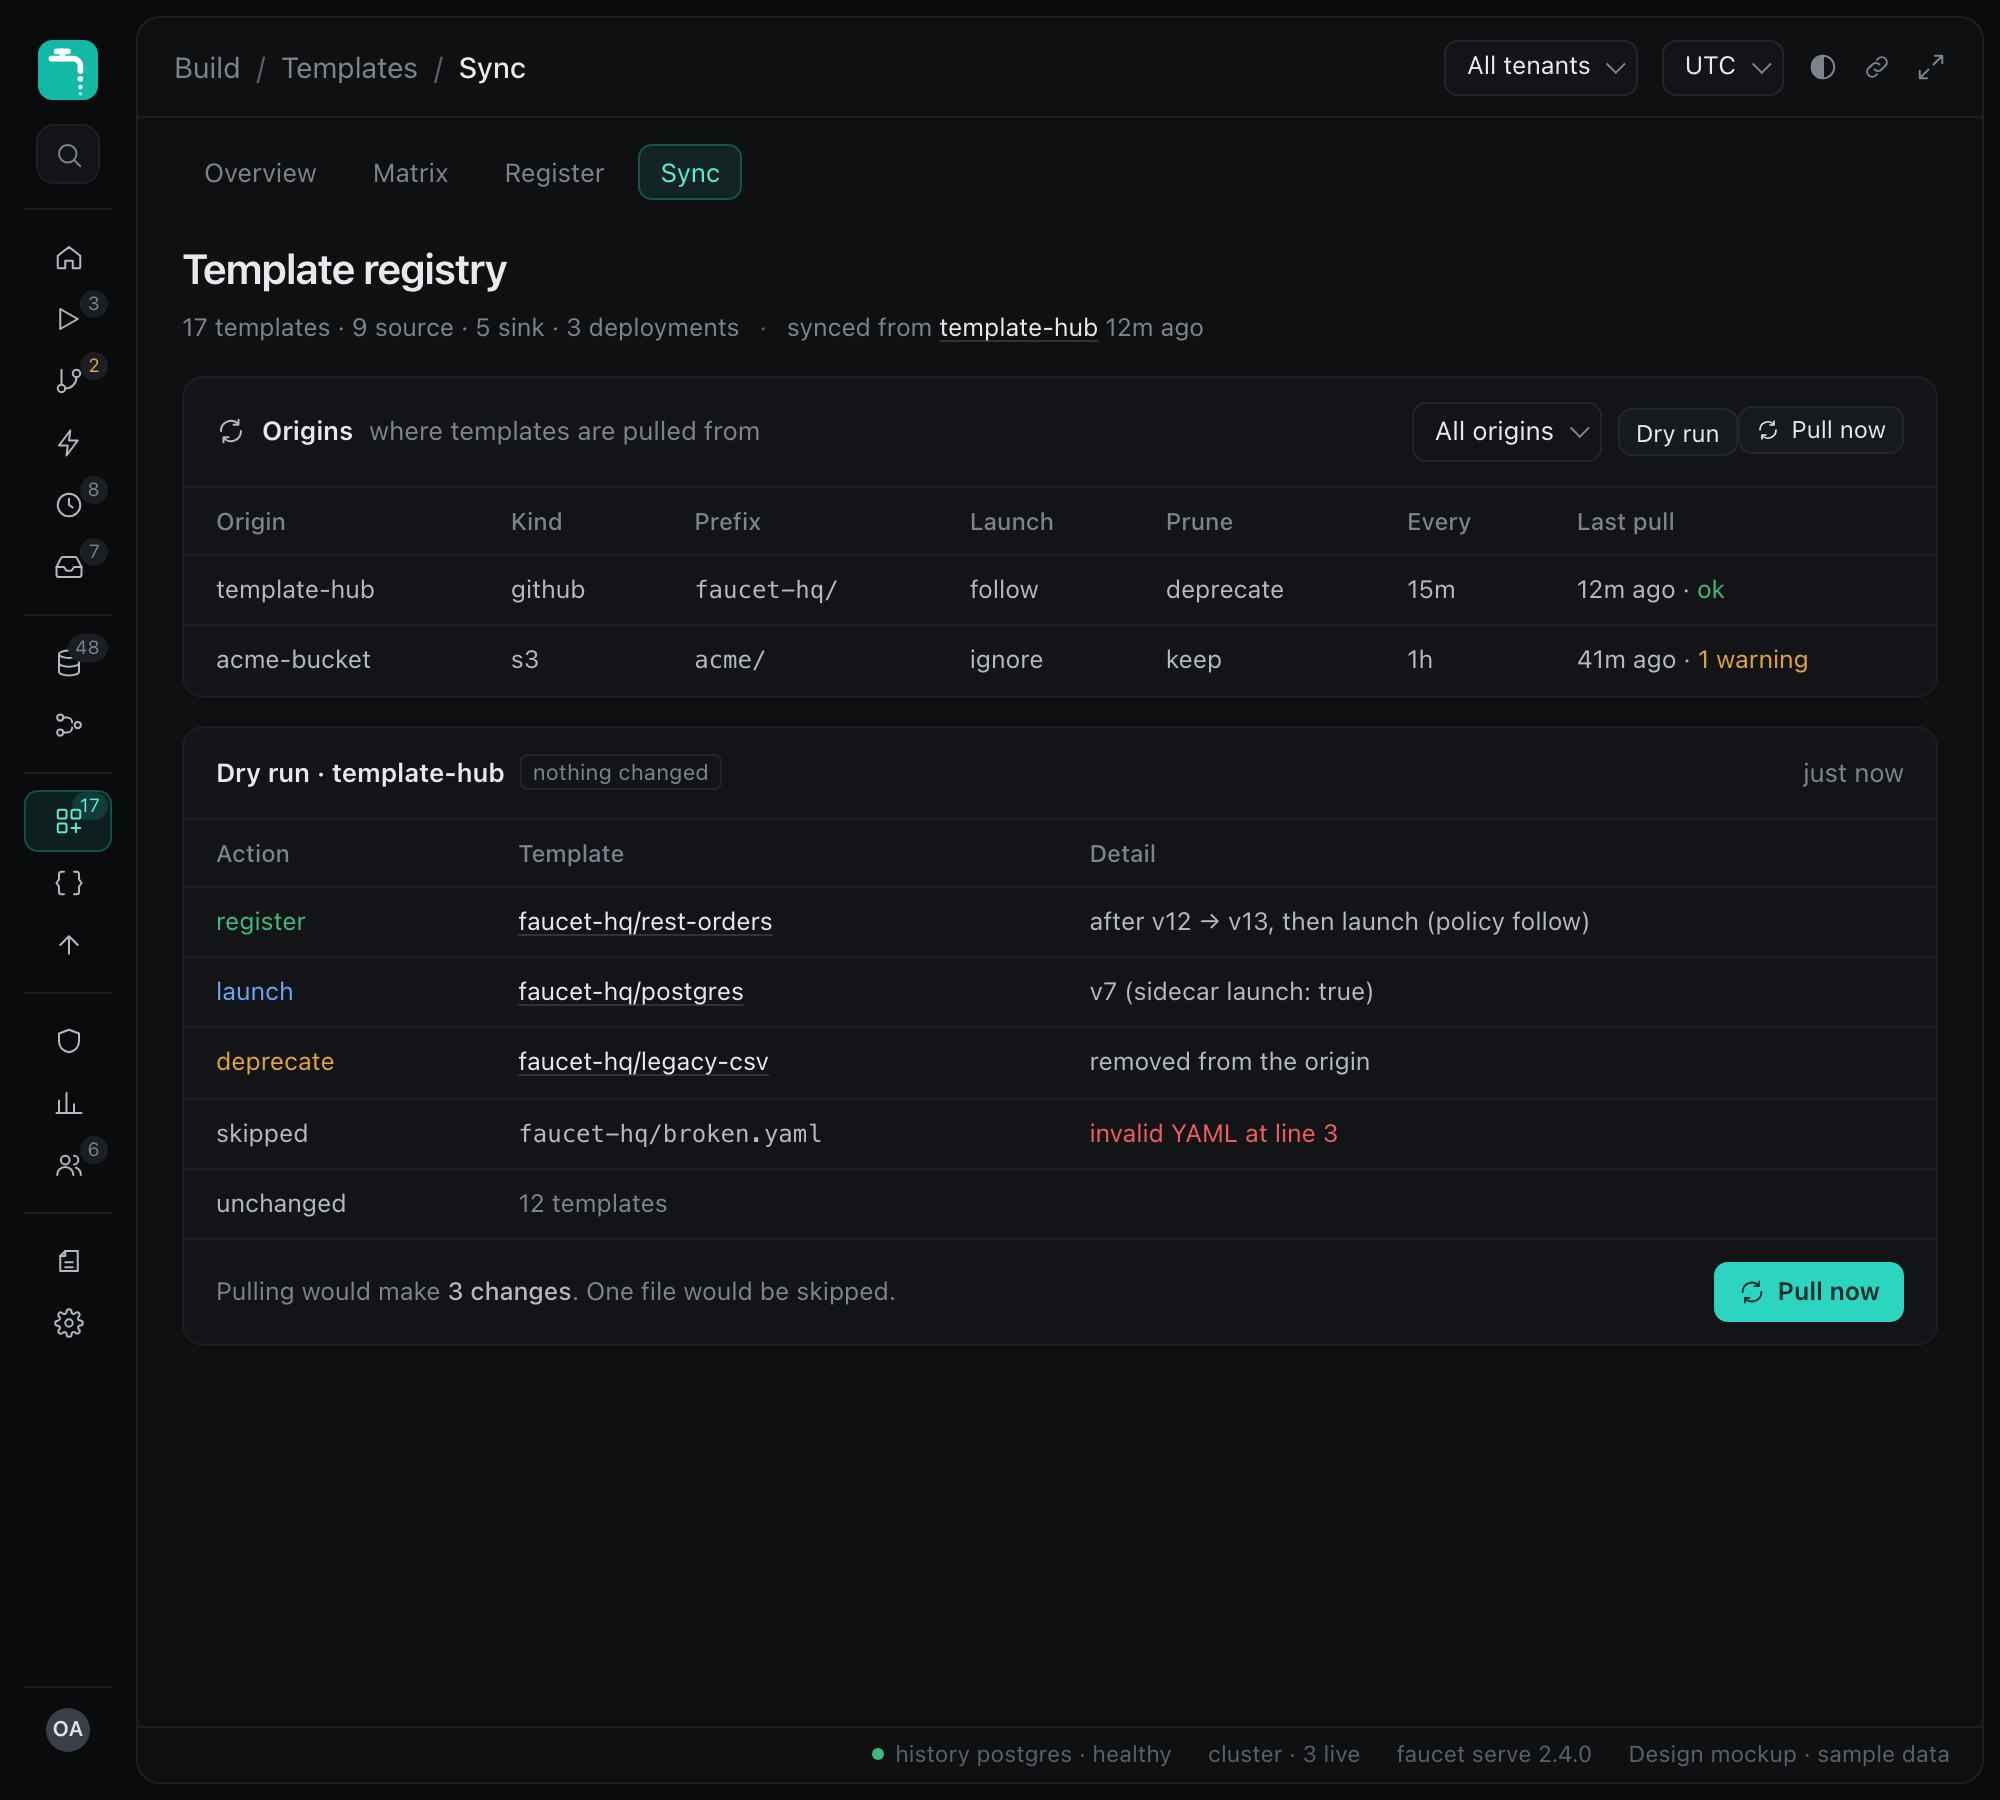 Build / Templates / Sync
All tenants
UTC
Overview
Matrix
Register
Sync
3
2
8
7
48
17
6
OA
Template registry
17 templates · 9 source · 5 sink · 3 deployments · synced from template-hub 12m ago
Origins where templates are pulled from
All origins
Dry run
Pull now
Origin Kind Prefix Launch Prune Every Last pull
template-hub github faucet-hq/ follow deprecate 15m 12m ago · ok
acme-bucket s3 acme/ ignore keep 1h 41m ago · 1 warning
Dry run · template-hub nothing changed just now
Action Template Detail
register faucet-hq/rest-orders after v12 → v13, then launch (policy follow)
launch faucet-hq/postgres v7 (sidecar launch: true)
deprecate faucet-hq/legacy-csv removed from the origin
skipped faucet-hq/broken.yaml invalid YAML at line 3
unchanged 12 templates
Pulling would make 3 changes. One file would be skipped.
Pull now
history postgres · healthy cluster · 3 live faucet serve 2.4.0 Design mockup · sample data